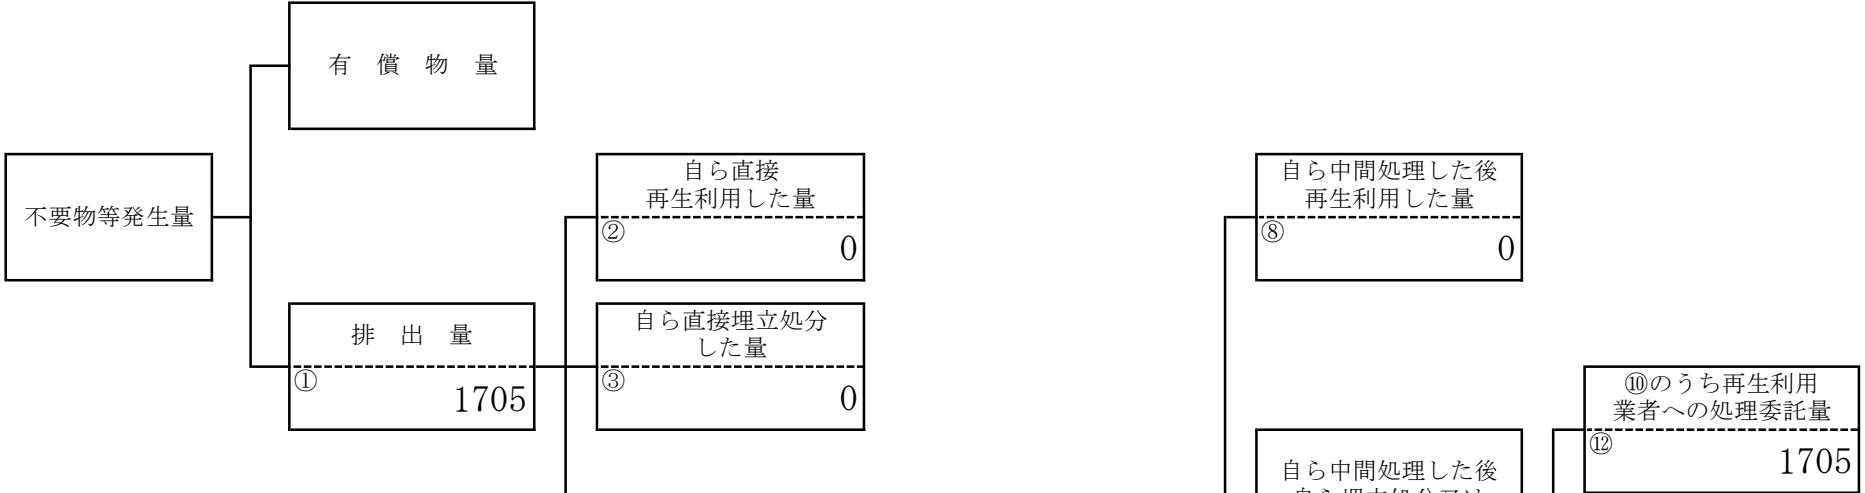 有 償 物 量
不要物等発生量
自ら直接
再生利用した量
②
0
自ら中間処理した後
再生利用した量
⑧
0
排 出 量
①
1705
自ら直接埋立処分
した量
③
0
⑩のうち再生利用
業者への処理委託量
⑫
1705
自ら中間処理した後